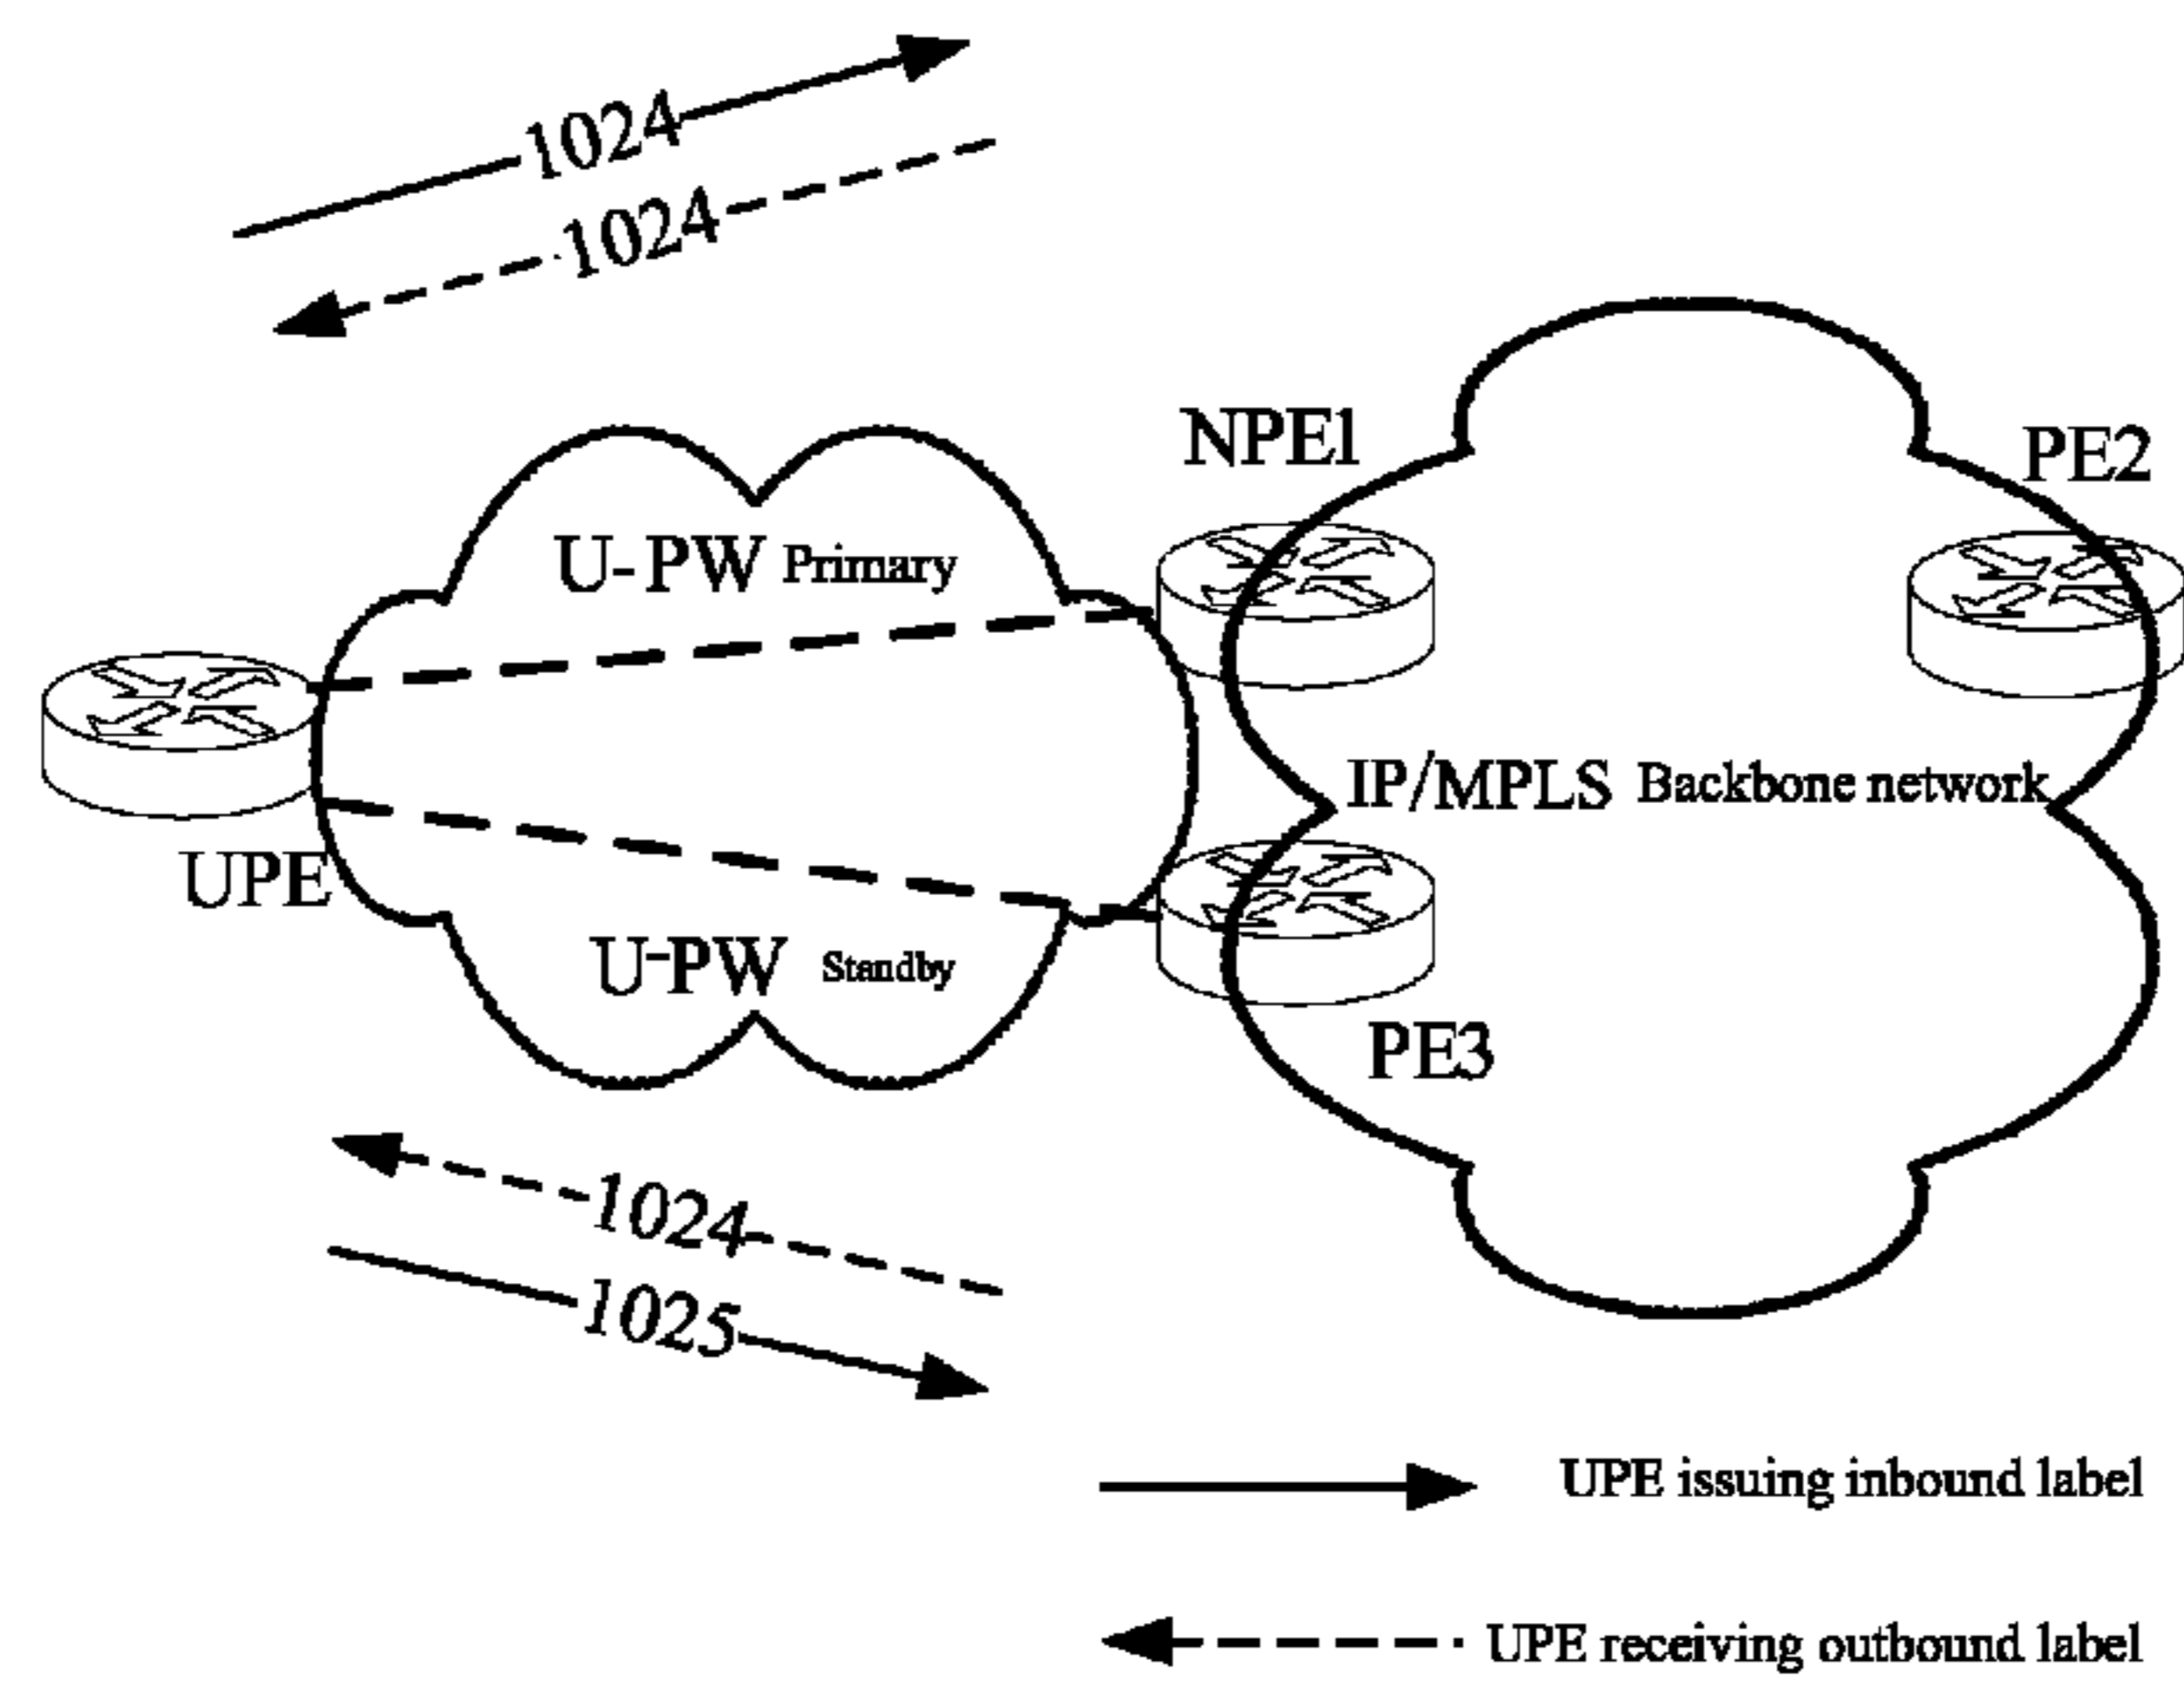 1024
1024
NPE1
PE2
U-PW Primary
IP/MPLS Backbone network
UPE
U-PW Standby
PE3
1024
1025
UPE issuing inbound label
UPE receiving outbound label